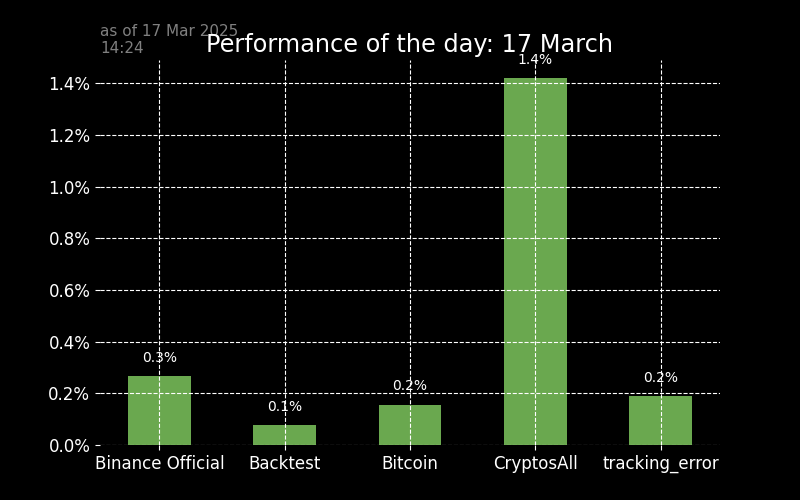 as of 17 Mar 2025
14:24
Performance of the day: 17 March
1.4%
1.2%
1.0%
0.8%
0.6%
0.4%
0.2%
0.0%
0.3%
0.1%
0.2%
1.4%
0.2%
Binance Official
Backtest
Bitcoin
CryptosAll
tracking_error